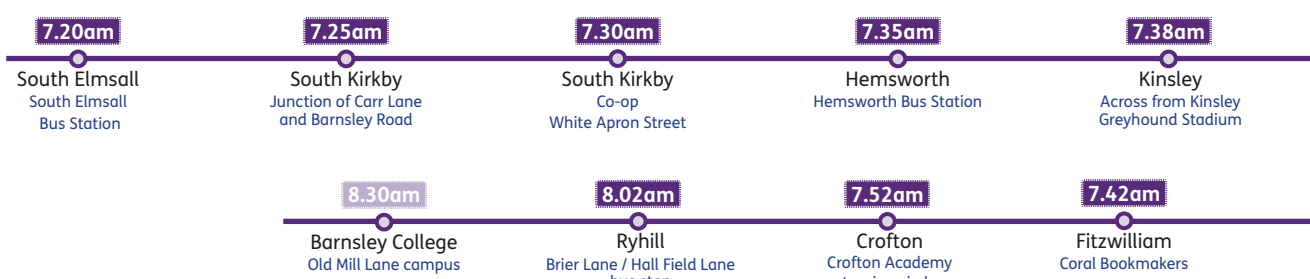 7.20am
7.25am
7.30am
7.35am
7.38am
South Elmsall
South Elmsall
Bus Station
South Kirkby
Junction of Carr Lane
and Barnsley Road
South Kirkby
Co-op
White Apron Street
Hemsworth
Hemsworth Bus Station
Kinsley
Across from Kinsley
Greyhound Stadium
8.30am
8.02am
7.52am
7.42am
Barnsley College
Old Mill Lane campus
Ryhill
Brier Lane / Hall Field Lane
bus stop
Crofton
Crofton Academy
Fitzwilliam
Coral Bookmakers